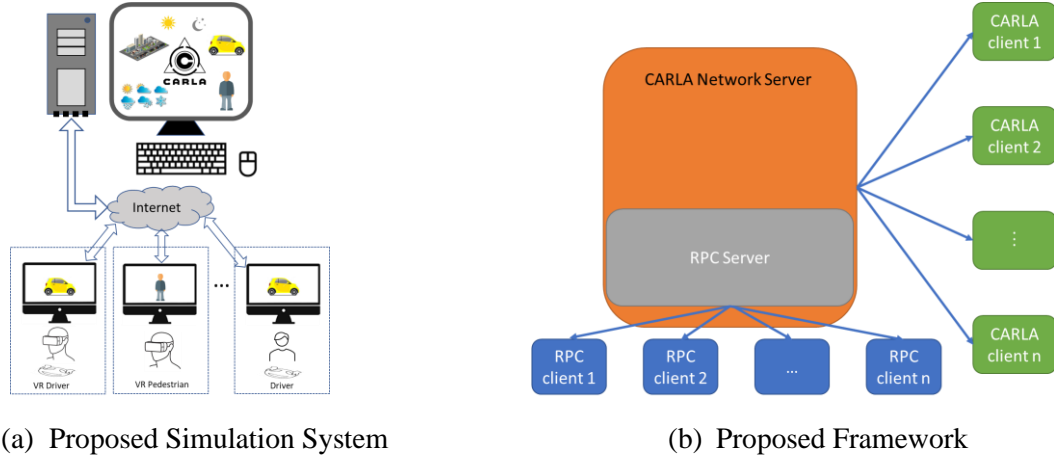 CARLA
Internet
...
VR Driver
VR Pedestrian
Driver
(a) Proposed Simulation System
CARLA Network Server
RPC Server
CARLA
client 1
CARLA
client 2
⋮
CARLA
client n
RPC
client 1
RPC
client 2
...
RPC
client n
(b) Proposed Framework